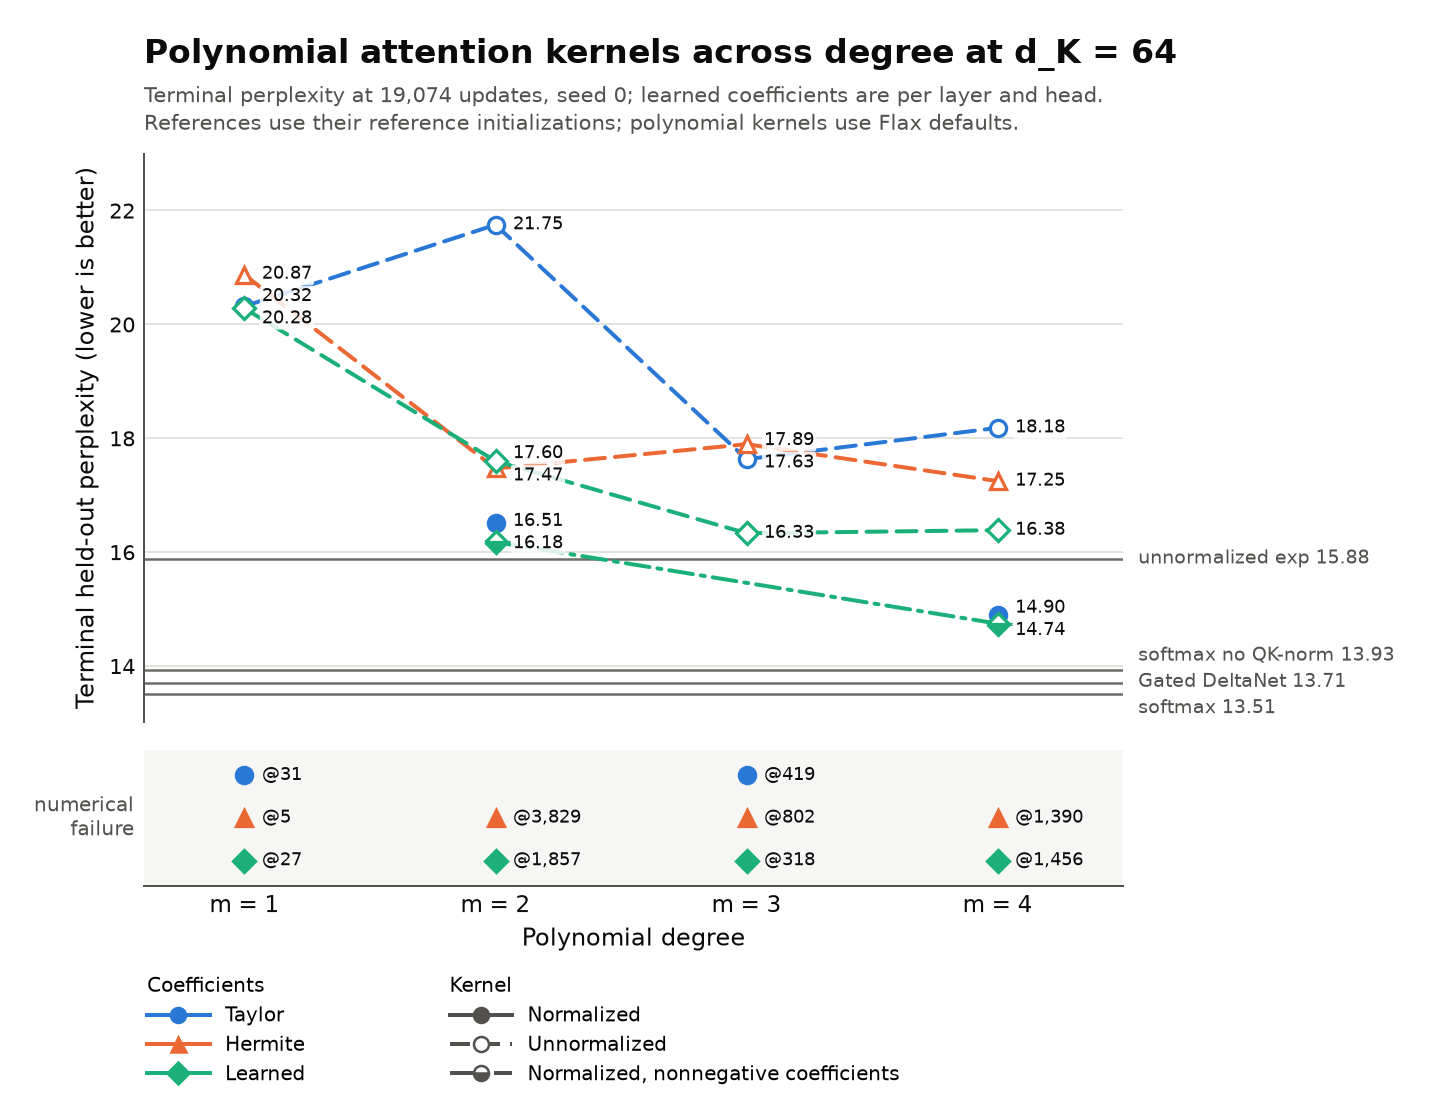 Polynomial attention kernels across degree at d_K = 64
Terminal perplexity at 19,074 updates, seed 0; learned coefficients are per layer and head.
References use their reference initializations; polynomial kernels use Flax defaults.
Terminal held-out perplexity (lower is better)
22
20
18
16
14
20.87
20.32
20.28
21.75
17.60
17.47
16.51
16.18
17.89
17.63
16.33
18.18
17.25
16.38
14.90
14.74
unnormalized exp 15.88
softmax no QK-norm 13.93
Gated DeltaNet 13.71
softmax 13.51
numerical
failure
@31
@419
@5
@3,829
@802
@1,390
@27
@1,857
@318
@1,456
m = 1
m = 2
m = 3
m = 4
Polynomial degree
Coefficients
Taylor
Hermite
Learned
Kernel
Normalized
Unnormalized
Normalized, nonnegative coefficients